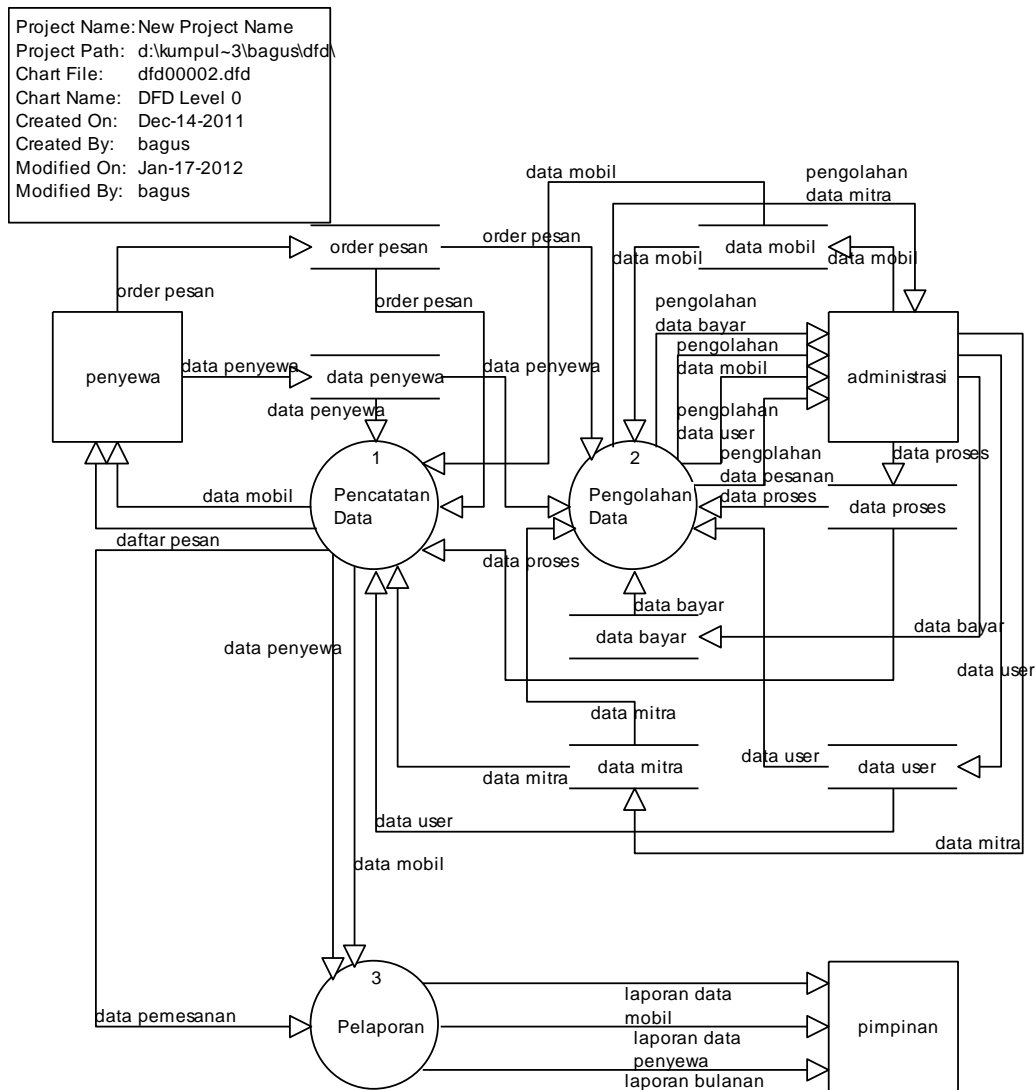 Project Name: New Project Name
Project Path: d:\kumpul~3\bagus\dfd\
Chart File: dfd00002.dfd
Chart Name: DFD Level 0
Created On: Dec-14-2011
Created By: bagus
Modified On: Jan-17-2012
Modified By: bagus
data mobil
pengolahan
data mitra
order pesan
order pesan
data mobil
data mobil
data mobil
order pesan
order pesan
pengolahan
data bayar
penyewa
data penyewa
data penyewa
data penyewa
pengolahan
data mobil
administrasi
data penyewa
pengolahan
data user
1
Pencatatan
Data
2
Pengolahan
Data
pengolahan
data pesanan
data proses
data proses
data proses
data mobil
daftar pesan
data proses
data bayar
data bayar
data bayar
data penyewa
data user
data mitra
data mitra
data mitra
data user
data user
data user
data mitra
data mobil
3
Pelaporan
data pemesanan
laporan data
mobil
laporan data
penyewa
laporan bulanan
pimpinan